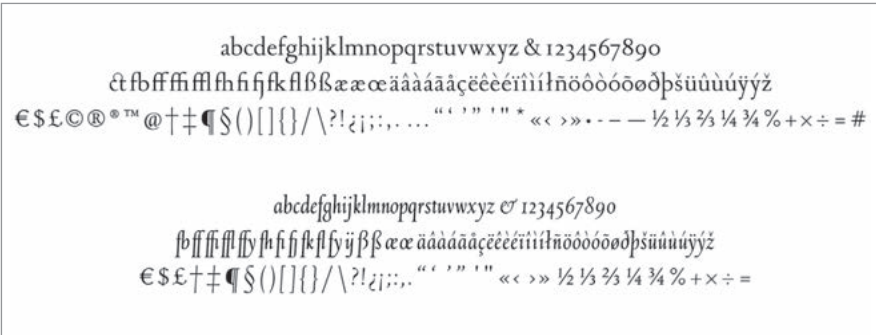 abcdefghijklmnopqrstuvwxyz & 1234567890
ct fb ff ffi ffl fh fi fj fk fl ß ß æ æ œ ä â à á ã å ç ë ê è é ï î ì í ł ñ ö ô ò ó õ ø ð þ š ü û ù ú ÿ ý ž
€ $ £ © ® ® ™ @ † ‡ ¶ § ( ) [ ] { } / \ ? ! ¿ ¡ ; : , . … “ ‘ ’ ” ' " * « ‹ › » • - – — ½ ⅓ ⅔ ¼ ¾ % + × ÷ = #
abcdefghijklmnopqrstuvwxyz & 1234567890
fb ff ffi ffl ffy fh fi fj fk fl fy ij ß ß æ œ ä â à á ã å ç ë ê è é ï î ì í ł ñ ö ô ò ó õ ø ð þ š ü û ù ú ÿ ý ž
€ $ £ † ‡ ¶ § ( ) [ ] { } / \ ? ! ¿ ¡ ; : , . “ ‘ ’ ” ' " « ‹ › » ½ ⅓ ⅔ ¼ ¾ % + × ÷ =